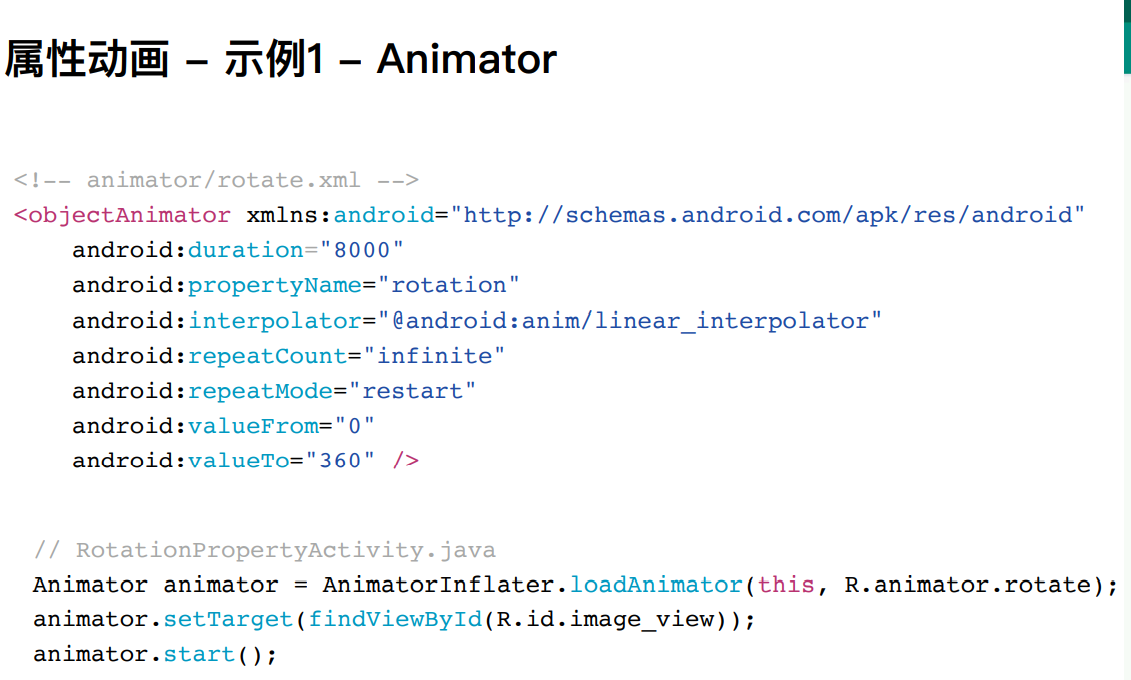 属性动画 – 示例1 – Animator
<!-- animator/rotate.xml -->
<objectAnimator xmlns:android="http://schemas.android.com/apk/res/android"
android:duration="8000"
android:propertyName="rotation"
android:interpolator="@android:anim/linear_interpolator"
android:repeatCount="infinite"
android:repeatMode="restart"
android:valueFrom="0"
android:valueTo="360" />
// RotationPropertyActivity.java
Animator animator = AnimatorInflater.loadAnimator(this, R.animator.rotate);
animator.setTarget(findViewById(R.id.image_view));
animator.start();